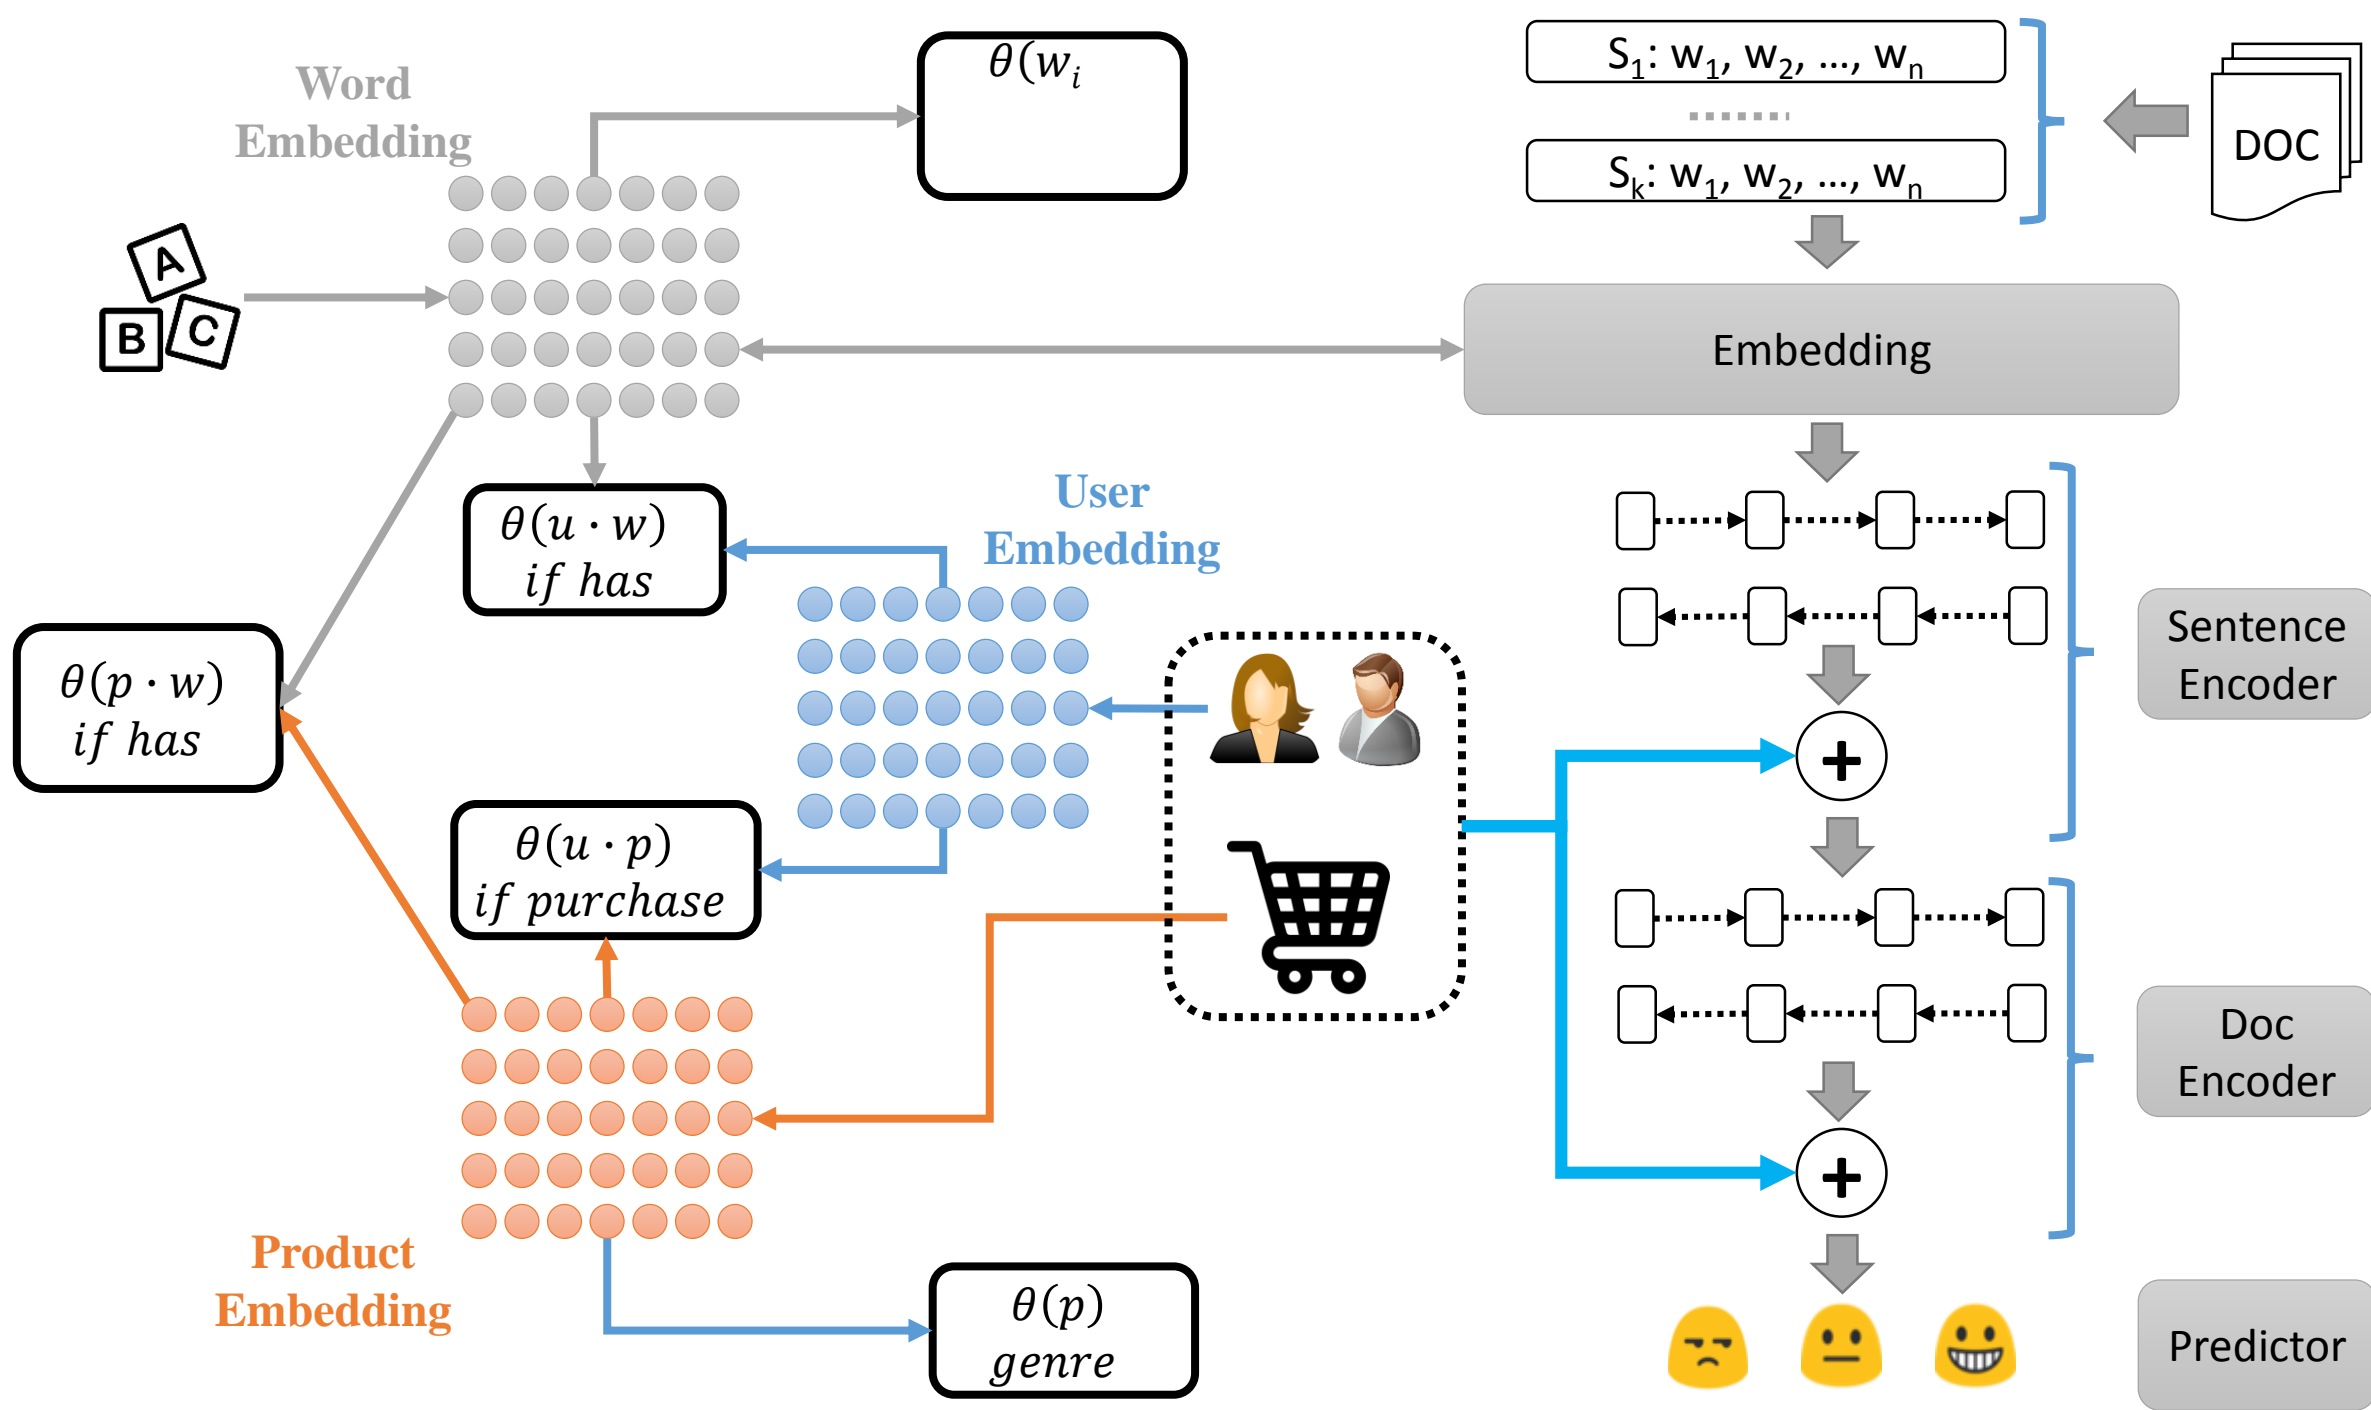 Word
Embedding
θ(w_i
S_1: w_1, w_2, ..., w_n
S_k: w_1, w_2, ..., w_n
DOC
A
B
C
Embedding
θ(u · w)
if has
User
Embedding
θ(p · w)
if has
Sentence
Encoder
θ(u · p)
if purchase
+
Doc
Encoder
+
Product
Embedding
θ(p)
genre
Predictor